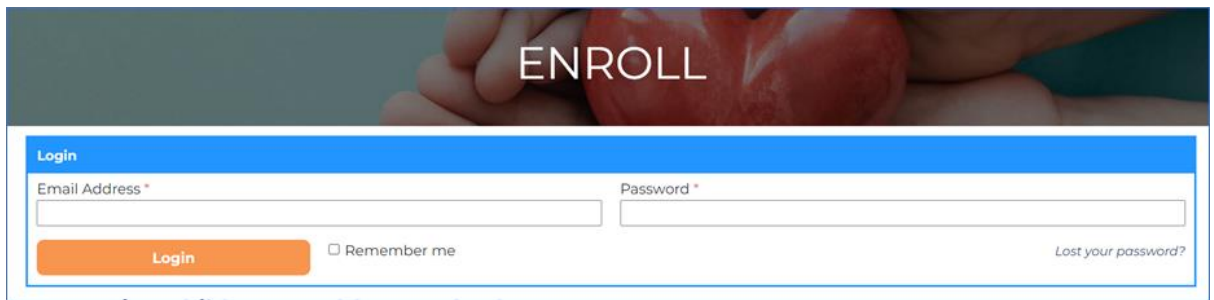 ENROLL
Login
Email Address *
Password *
Login
Remember me
Lost your password?